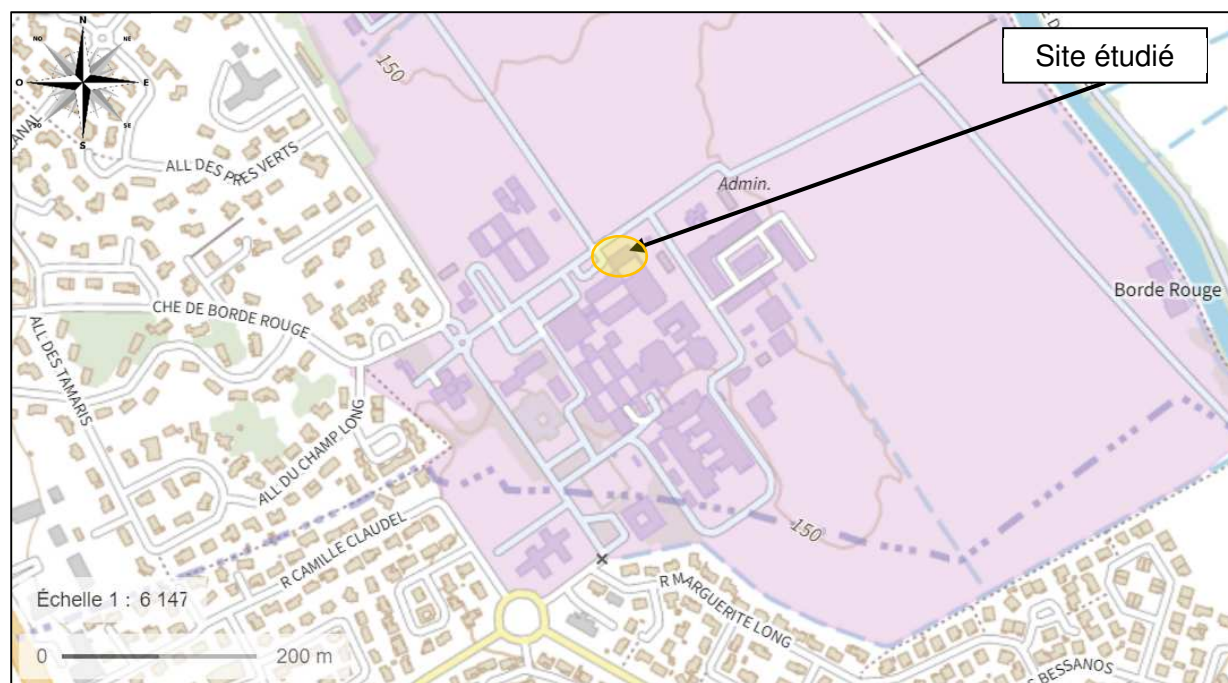 N
NO
NE
O
E
SO
SE
S
Site étudié
CANAL
150
ALL DES PRES VERTS
Admin.
Borde Rouge
CHE DE BORDE ROUGE
ALL DES TAMARIS
ALL DU CHAMP LONG
R CAMILLE CLAUDEL
150
R MARGUERITE LONG
BESSANOS
Échelle 1 : 6 147
0
200 m